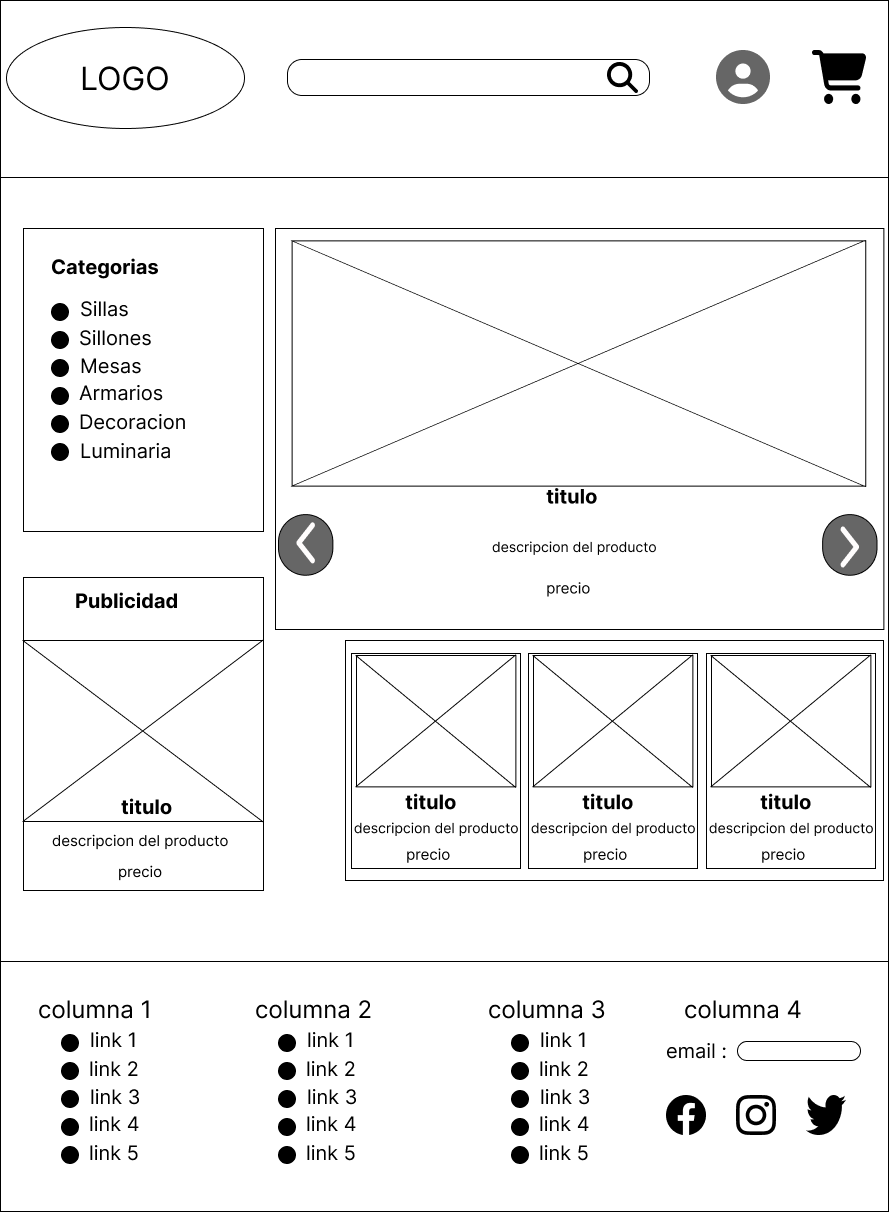 LOGO
Categorias
Sillas
Sillones
Mesas
Armarios
Decoracion
Luminaria
titulo
descripcion del producto
precio
Publicidad
titulo
descripcion del producto
precio
titulo
descripcion del producto
precio
titulo
descripcion del producto
precio
titulo
descripcion del producto
precio
columna 1
link 1
link 2
link 3
link 4
link 5
columna 2
link 1
link 2
link 3
link 4
link 5
columna 3
link 1
link 2
link 3
link 4
link 5
columna 4
email :